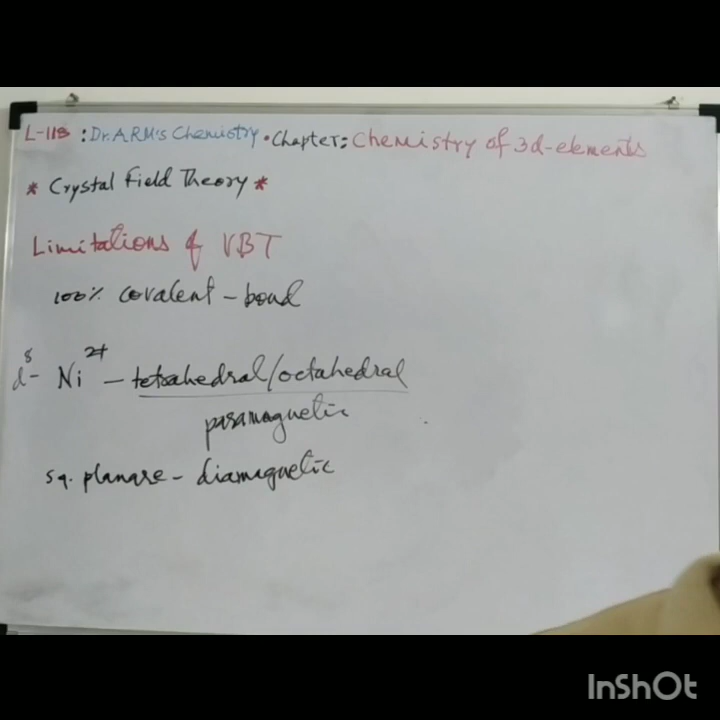 L-118 : Dr. ARM's Chemistry • Chapter: Chemistry of 3d-elements
* Crystal Field Theory *
Limitations of VBT
100% covalent - bond
d⁸- Ni²⁺ - tetrahedral/octahedral
paramagnetic
sq. planare - diamagnetic
InShOt